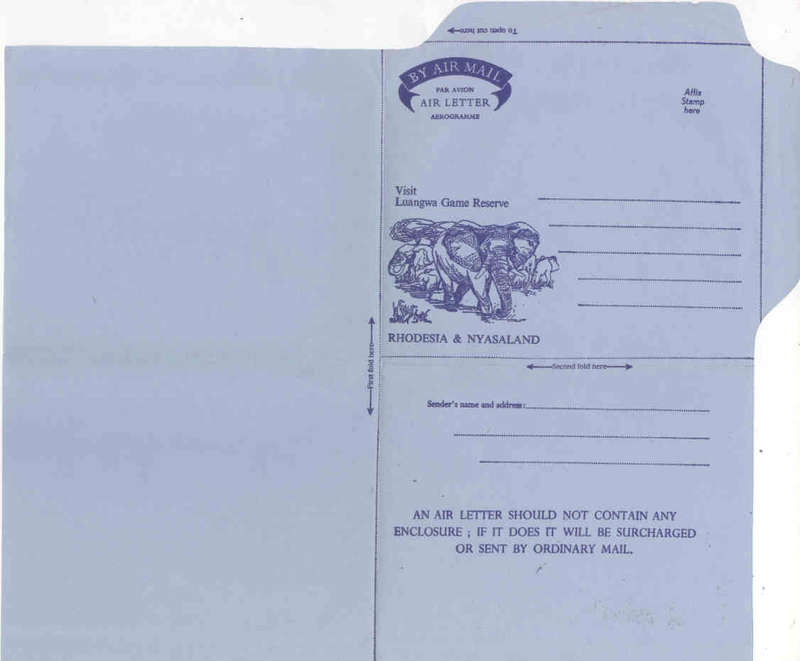 To open cut here
BY AIR MAIL
PAR AVION
AIR LETTER
AEROGRAMME
Affix
Stamp
here
Visit
Luangwa Game Reserve
RHODESIA & NYASALAND
First fold here
Second fold here
Sender's name and address:
AN AIR LETTER SHOULD NOT CONTAIN ANY
ENCLOSURE ; IF IT DOES IT WILL BE SURCHARGED
OR SENT BY ORDINARY MAIL.